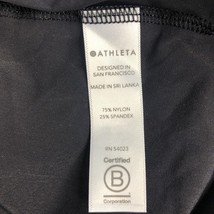 ATHLETA
DESIGNED IN
SAN FRANCISCO
MADE IN SRI LANKA
75% NYLON
25% SPANDEX
RN 54023
Certified
B
Corporation